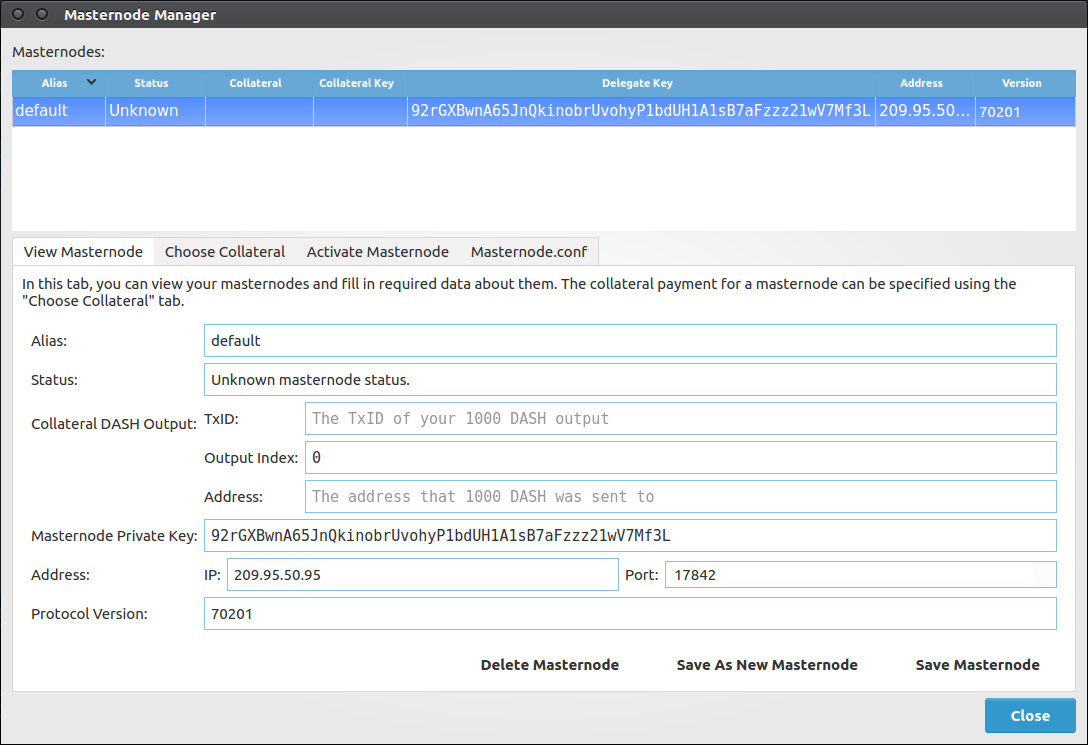 Masternode Manager
Masternodes:
Alias Status Collateral Collateral Key Delegate Key Address Version
default Unknown 92rGXBwnA65JnQkinobrUvohyP1bdUH1A1sB7aFzzz21wV7Mf3L 209.95.50... 70201
View Masternode Choose Collateral Activate Masternode Masternode.conf
In this tab, you can view your masternodes and fill in required data about them. The collateral payment for a masternode can be specified using the
"Choose Collateral" tab.
Alias: default
Status: Unknown masternode status.
Collateral DASH Output: TxID: The TxID of your 1000 DASH output
Output Index: 0
Address: The address that 1000 DASH was sent to
Masternode Private Key: 92rGXBwnA65JnQkinobrUvohyP1bdUH1A1sB7aFzzz21wV7Mf3L
Address: IP: 209.95.50.95 Port: 17842
Protocol Version: 70201
Delete Masternode Save As New Masternode Save Masternode
Close